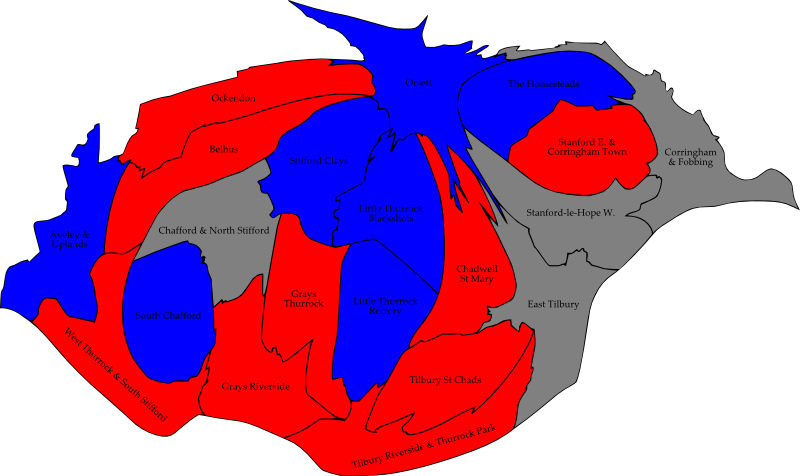 Orsett
The Homesteads
Ockendon
Belhus
Stifford Clays
Stanford E. &
Corringham Town
Corringham
& Fobbing
Little Thurrock
Blackshots
Stanford-le-Hope W.
Chafford & North Stifford
Aveley &
Uplands
Chadwell
St Mary
Grays
Thurrock
Little Thurrock
Rectory
East Tilbury
South Chafford
West Thurrock & South Stifford
Grays Riverside
Tilbury St Chads
Tilbury Riverside & Thurrock Park